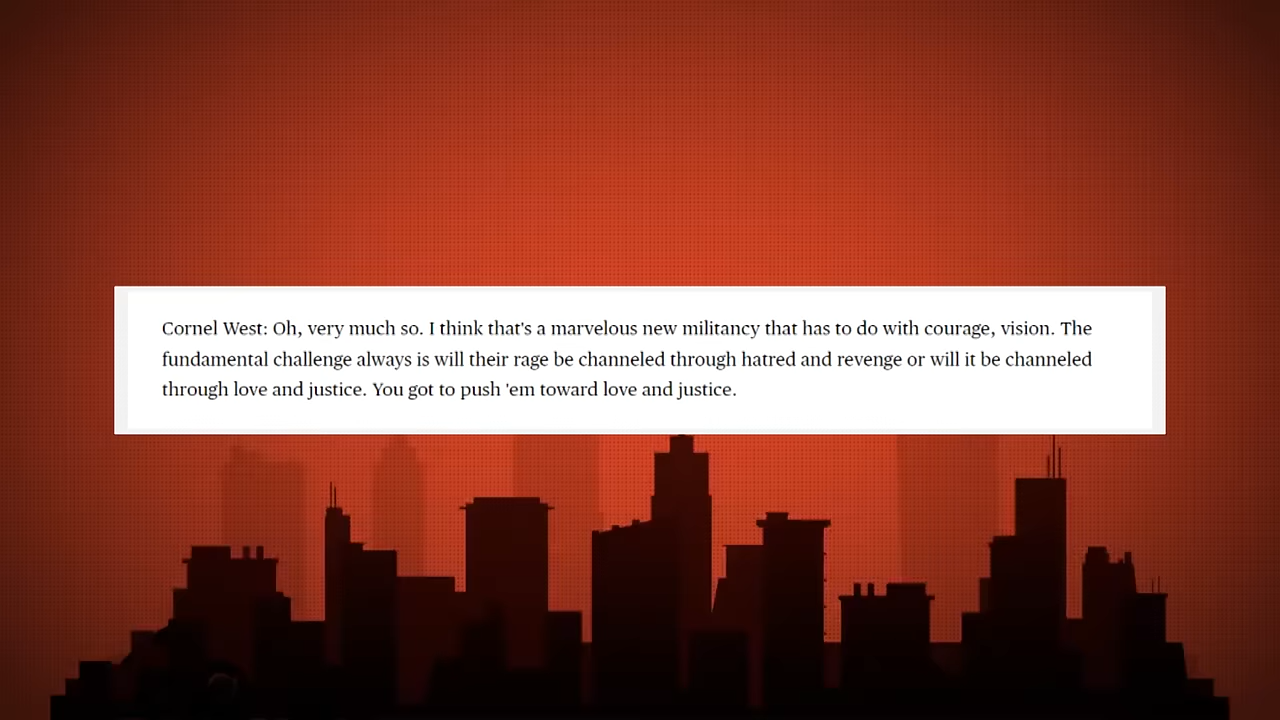 Cornel West: Oh, very much so. I think that's a marvelous new militancy that has to do with courage, vision. The
fundamental challenge always is will their rage be channeled through hatred and revenge or will it be channeled
through love and justice. You got to push 'em toward love and justice.